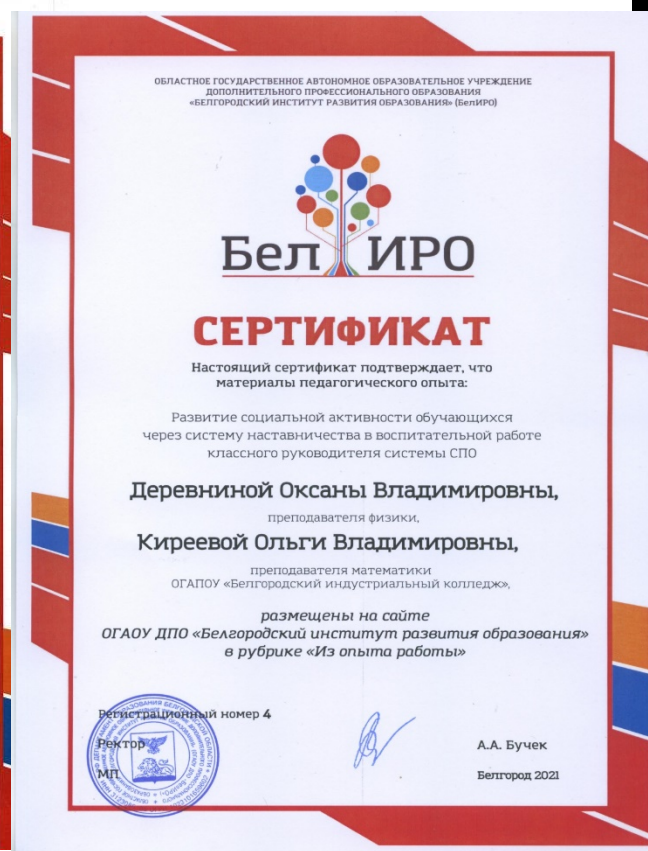 ОБЛАСТНОЕ ГОСУДАРСТВЕННОЕ АВТОНОМНОЕ ОБРАЗОВАТЕЛЬНОЕ УЧРЕЖДЕНИЕ
ДОПОЛНИТЕЛЬНОГО ПРОФЕССИОНАЛЬНОГО ОБРАЗОВАНИЯ
«БЕЛГОРОДСКИЙ ИНСТИТУТ РАЗВИТИЯ ОБРАЗОВАНИЯ» (БелИРО)
Бел ИРО
СЕРТИФИКАТ
Настоящий сертификат подтверждает, что
материалы педагогического опыта:
Развитие социальной активности обучающихся
через систему наставничества в воспитательной работе
классного руководителя системы СПО
Деревниной Оксаны Владимировны,
преподавателя физики,
Киреевой Ольги Владимировны,
преподавателя математики
ОГАПОУ «Белгородский индустриальный колледж»,
размещены на сайте
ОГАОУ ДПО «Белгородский институт развития образования»
в рубрике «Из опыта работы»
Регистрационный номер 4
Ректор
А.А. Бучек
МП
Белгород 2021